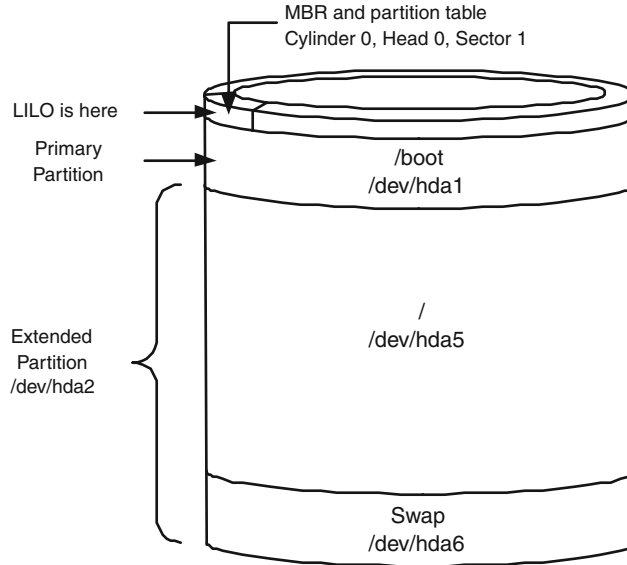 MBR and partition table
Cylinder 0, Head 0, Sector 1
LILO is here
Primary
Partition
/boot
/dev/hda1
/
/dev/hda5
Extended
Partition
/dev/hda2
Swap
/dev/hda6